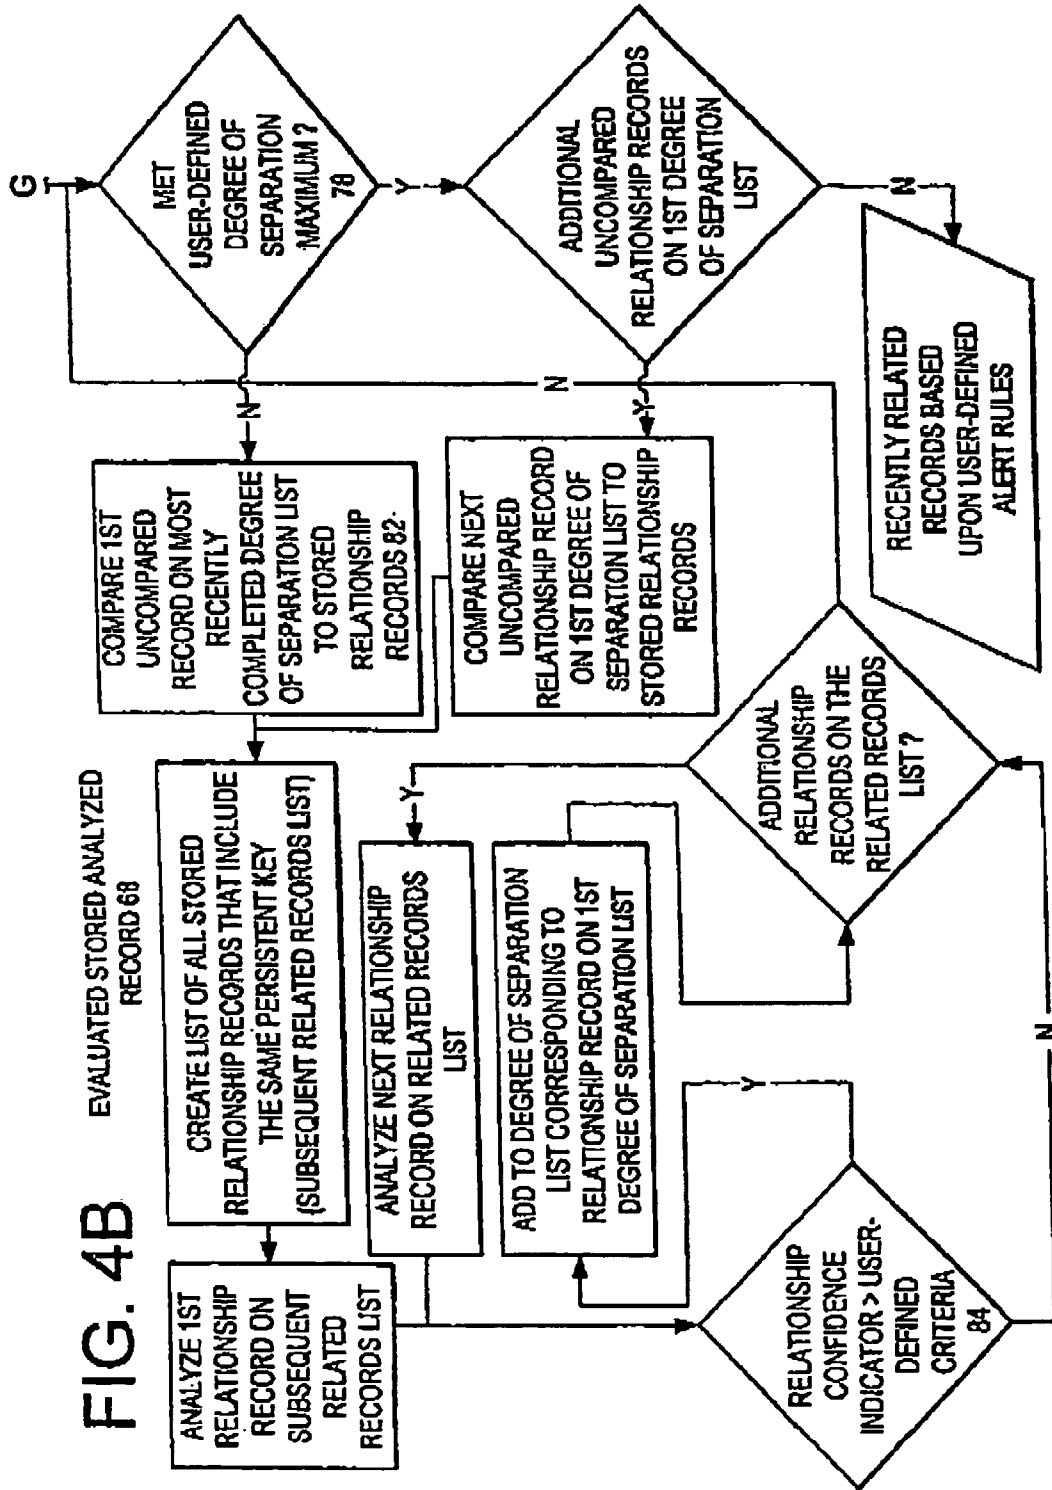 FIG. 4B
EVALUATED STORED ANALYZED
RECORD 68
G
MET
USER-DEFINED
DEGREE OF
SEPARATION
MAXIMUM ?
78
N
Y
COMPARE 1ST
UNCOMPARED
RECORD ON MOST
RECENTLY
COMPLETED DEGREE
OF SEPARATION LIST
TO STORED
RELATIONSHIP
RECORDS 82
ADDITIONAL
UNCOMPARED
RELATIONSHIP RECORDS
ON 1ST DEGREE
OF SEPARATION
LIST
Y
N
COMPARE NEXT
UNCOMPARED
RELATIONSHIP RECORD
ON 1ST DEGREE OF
SEPARATION LIST TO
STORED RELATIONSHIP
RECORDS
RECENTLY RELATED
RECORDS BASED
UPON USER-DEFINED
ALERT RULES
CREATE LIST OF ALL STORED
RELATIONSHIP RECORDS THAT INCLUDE
THE SAME PERSISTENT KEY
(SUBSEQUENT RELATED RECORDS LIST)
ANALYZE 1ST
RELATIONSHIP
RECORD ON
SUBSEQUENT
RELATED
RECORDS LIST
ANALYZE NEXT RELATIONSHIP
RECORD ON RELATED RECORDS
LIST
Y
N
ADD TO DEGREE OF SEPARATION
LIST CORRESPONDING TO
RELATIONSHIP RECORD ON 1ST
DEGREE OF SEPARATION LIST
ADDITIONAL
RELATIONSHIP
RECORDS ON THE
RELATED RECORDS
LIST ?
Y
RELATIONSHIP
CONFIDENCE
INDICATOR > USER-
DEFINED
CRITERIA
84
N